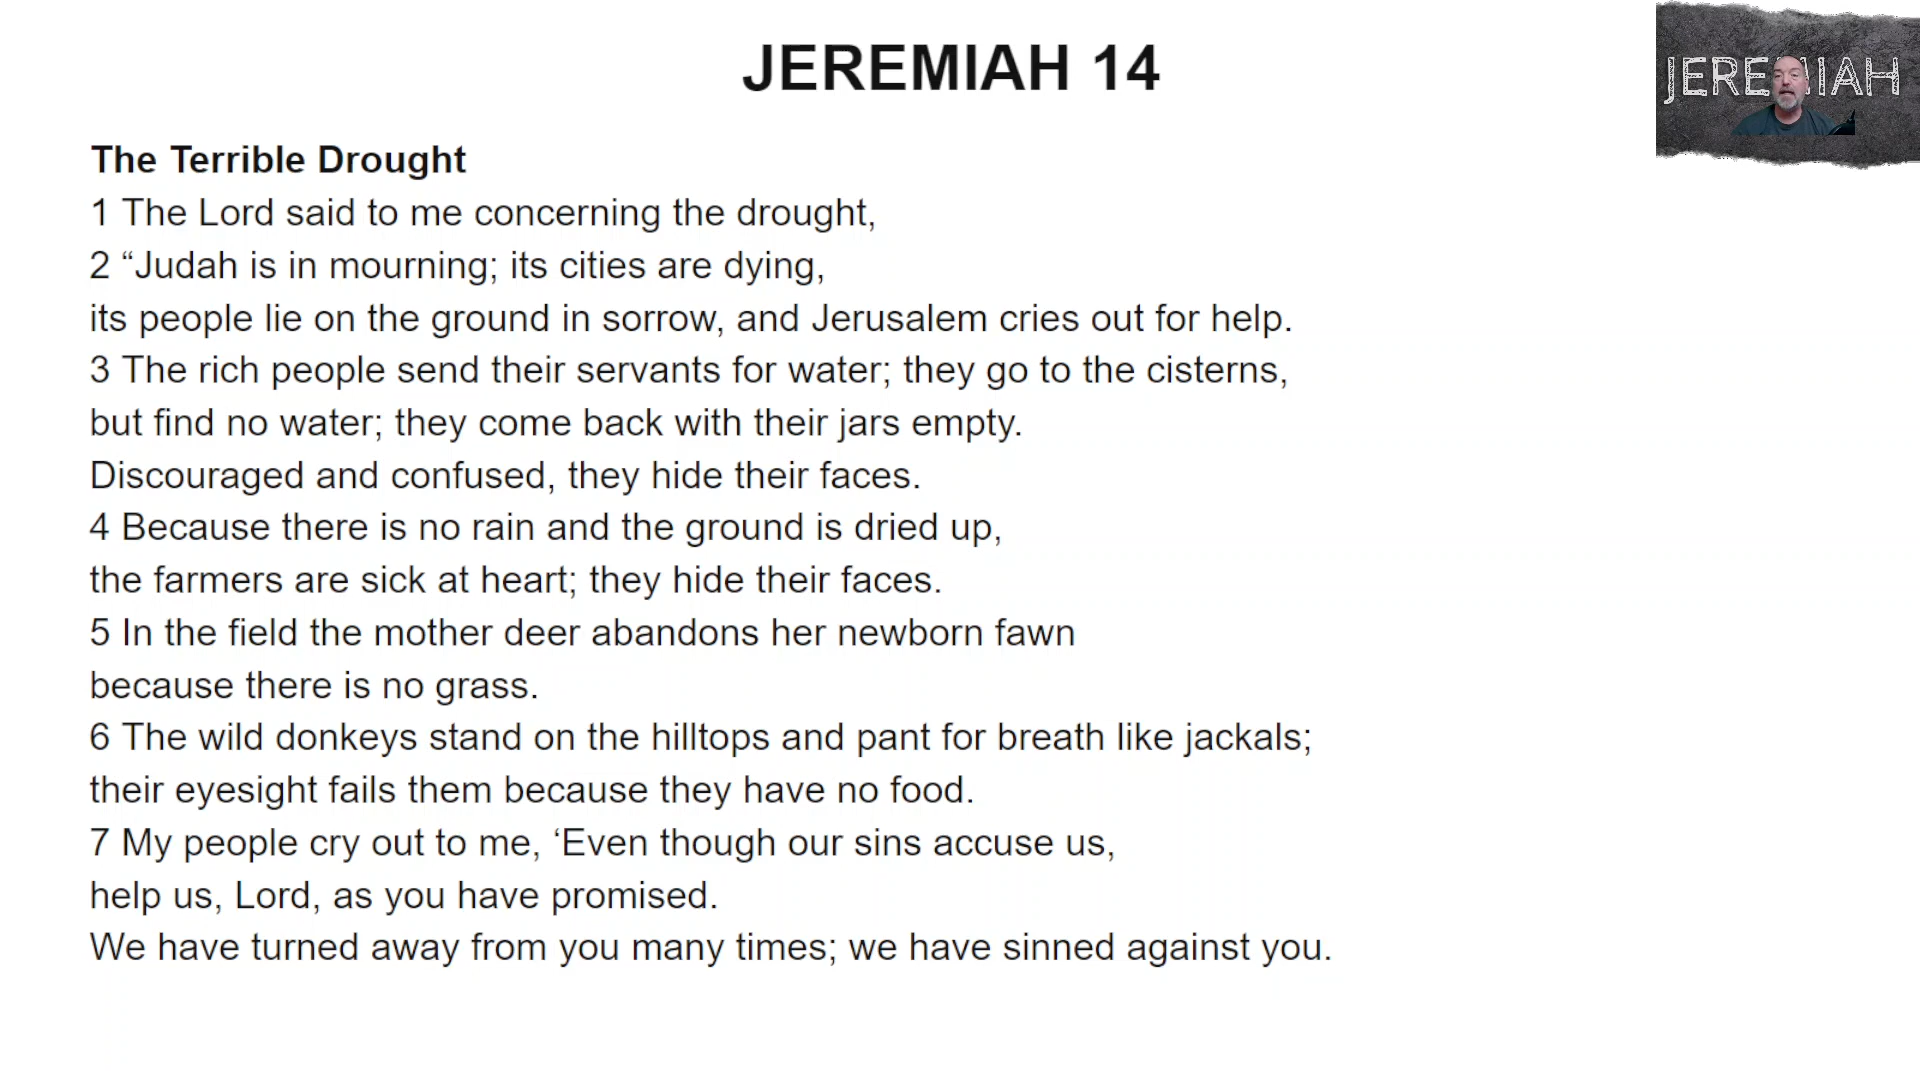 JEREMIAH 14
JEREMIAH
The Terrible Drought
1 The Lord said to me concerning the drought,
2 “Judah is in mourning; its cities are dying,
its people lie on the ground in sorrow, and Jerusalem cries out for help.
3 The rich people send their servants for water; they go to the cisterns,
but find no water; they come back with their jars empty.
Discouraged and confused, they hide their faces.
4 Because there is no rain and the ground is dried up,
the farmers are sick at heart; they hide their faces.
5 In the field the mother deer abandons her newborn fawn
because there is no grass.
6 The wild donkeys stand on the hilltops and pant for breath like jackals;
their eyesight fails them because they have no food.
7 My people cry out to me, ‘Even though our sins accuse us,
help us, Lord, as you have promised.
We have turned away from you many times; we have sinned against you.